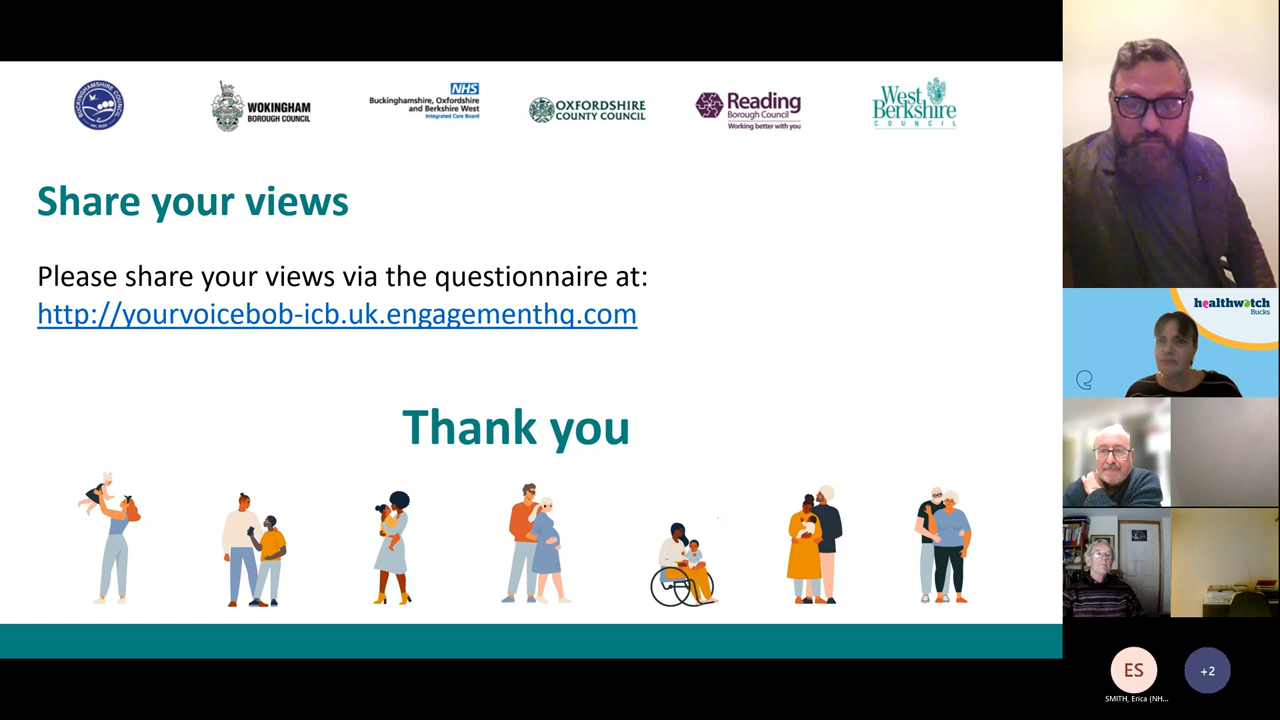 BUCKINGHAMSHIRE COUNCIL
WOKINGHAM
BOROUGH COUNCIL
NHS
Buckinghamshire, Oxfordshire
and Berkshire West
Integrated Care Board
OXFORDSHIRE
COUNTY COUNCIL
Reading
Borough Council
Working better with you
West
Berkshire
COUNCIL
Share your views
Please share your views via the questionnaire at:
http://yourvoicebob-icb.uk.engagementhq.com
Thank you
healthwatch
Bucks
ES
+2
SMITH, Erica (NH...